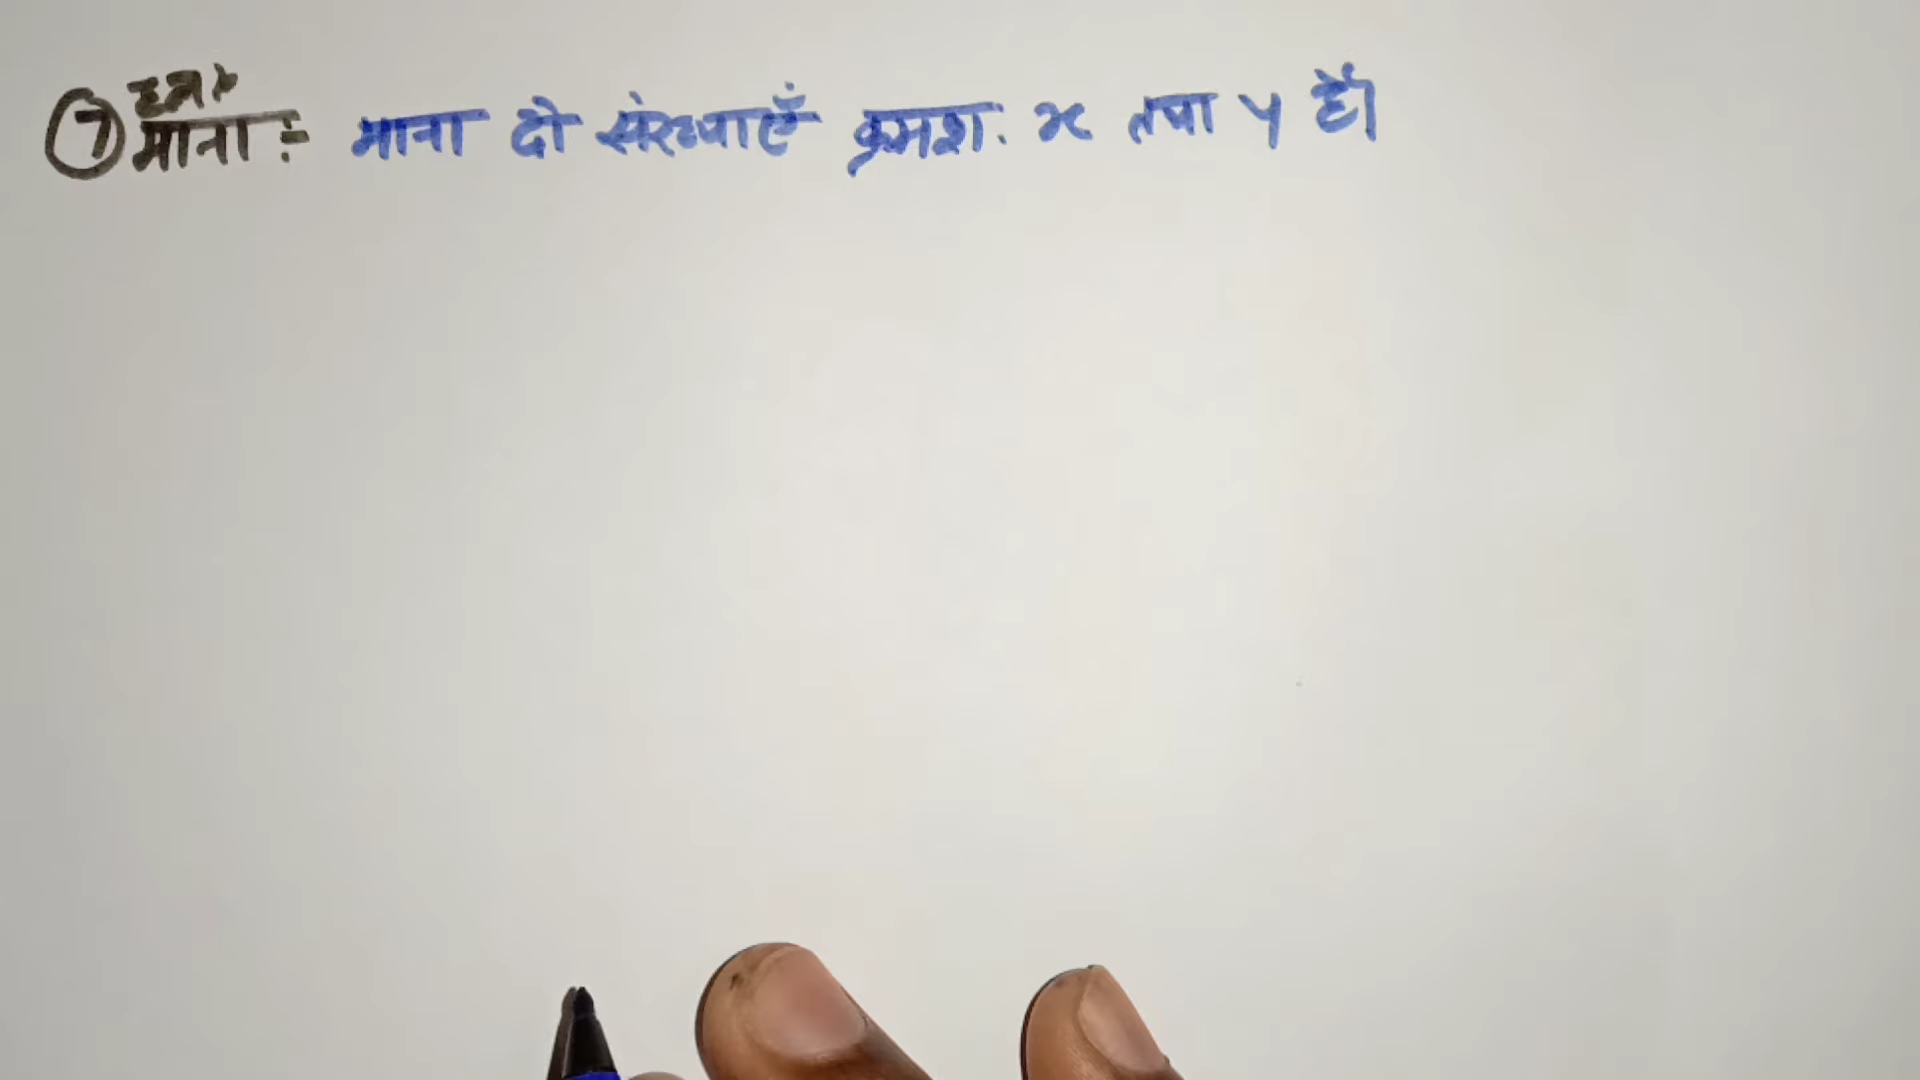 हल:
⑦ माना :- माना दो संख्याएँ क्रमश: x तथा y हैं।